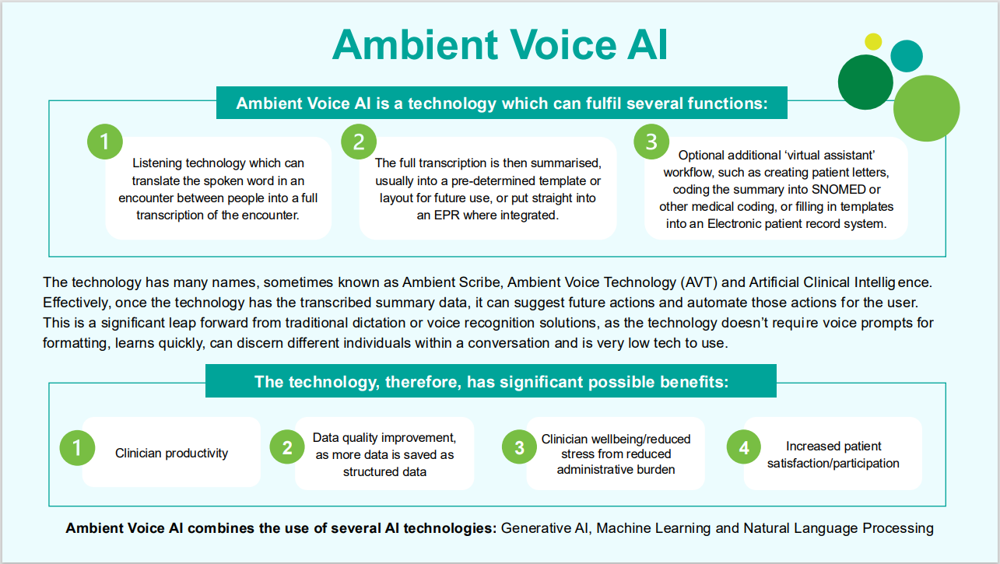 Ambient Voice AI
Ambient Voice AI is a technology which can fulfil several functions:
1
Listening technology which can
translate the spoken word in an
encounter between people into a full
transcription of the encounter.
2
The full transcription is then summarised,
usually into a pre-determined template or
layout for future use, or put straight into
an EPR where integrated.
3
Optional additional ‘virtual assistant’
workflow, such as creating patient letters,
coding the summary into SNOMED or
other medical coding, or filling in templates
into an Electronic patient record system.
The technology has many names, sometimes known as Ambient Scribe, Ambient Voice Technology (AVT) and Artificial Clinical Intelligence.
Effectively, once the technology has the transcribed summary data, it can suggest future actions and automate those actions for the user.
This is a significant leap forward from traditional dictation or voice recognition solutions, as the technology doesn’t require voice prompts for
formatting, learns quickly, can discern different individuals within a conversation and is very low tech to use.
The technology, therefore, has significant possible benefits:
1
Clinician productivity
2
Data quality improvement,
as more data is saved as
structured data
3
Clinician wellbeing/reduced
stress from reduced
administrative burden
4
Increased patient
satisfaction/participation
Ambient Voice AI combines the use of several AI technologies: Generative AI, Machine Learning and Natural Language Processing